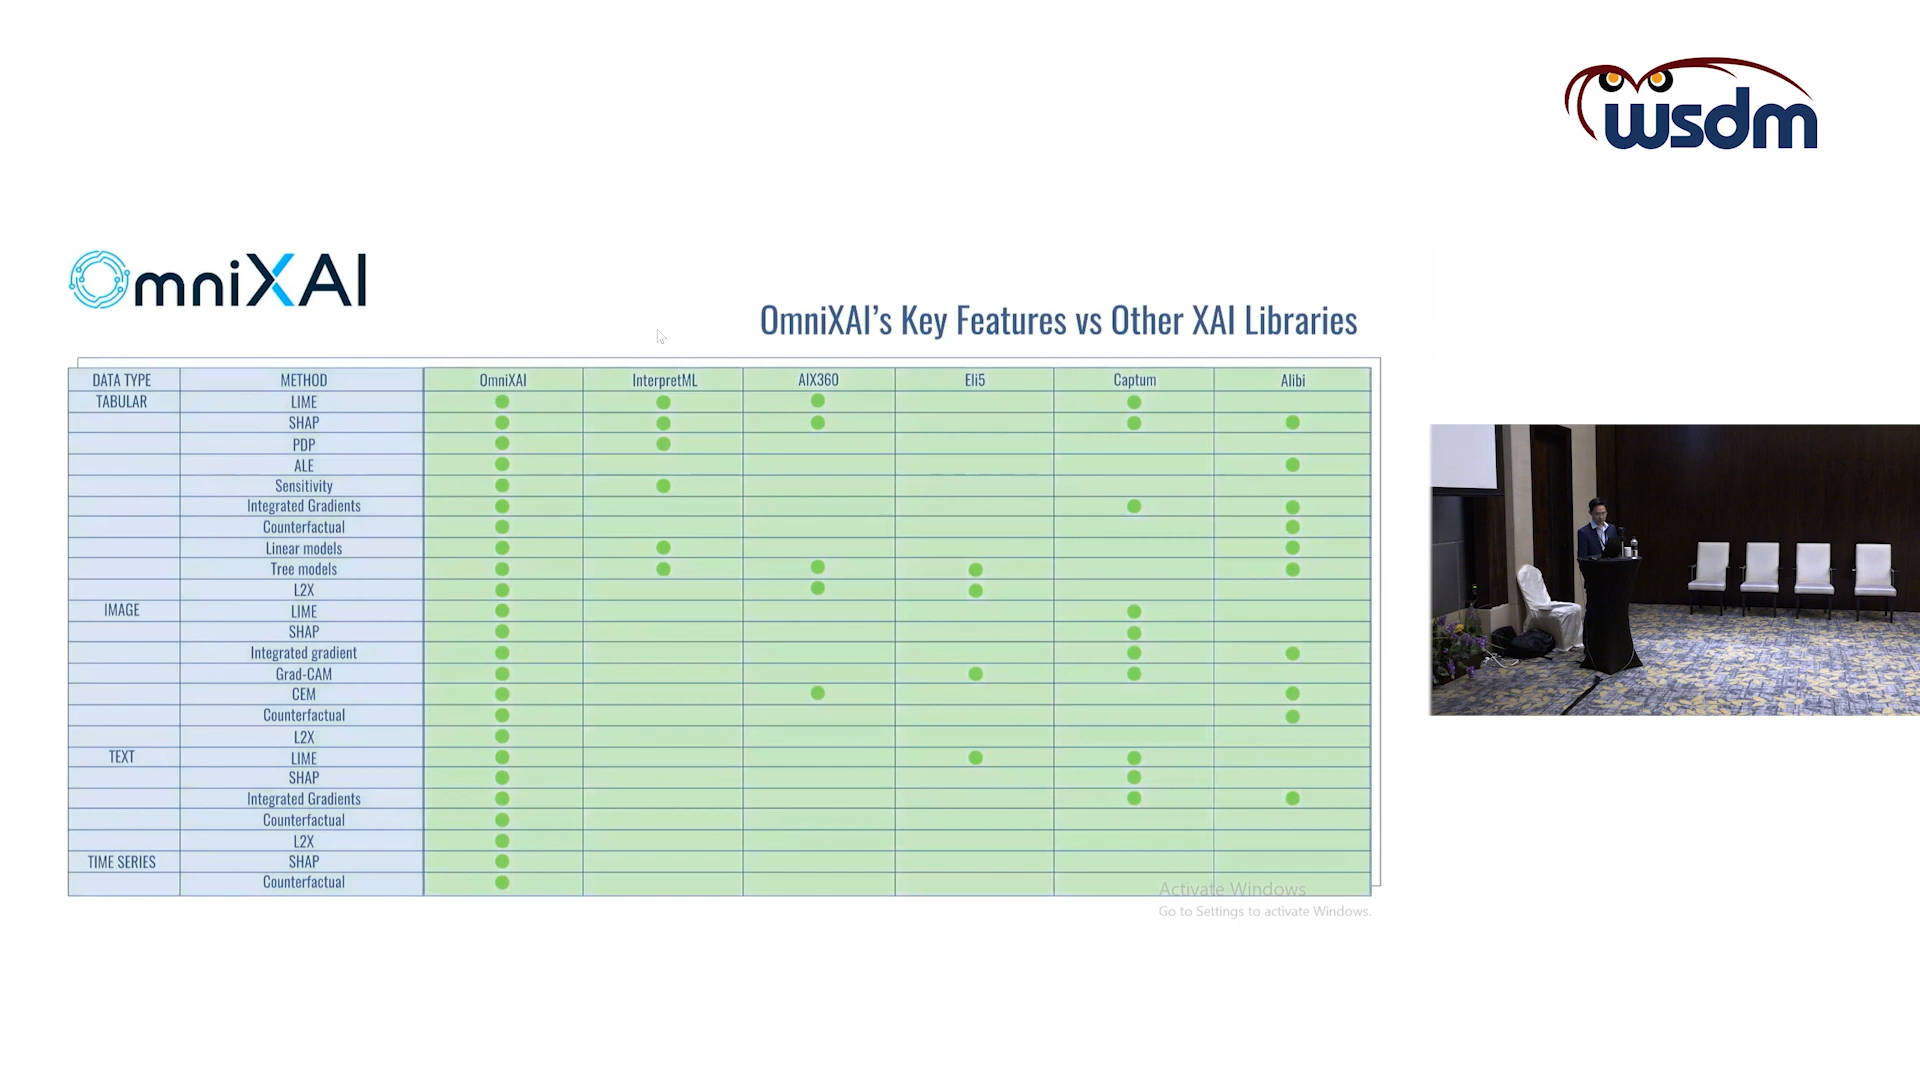 wsdm
OmniXAI
OmniXAI’s Key Features vs Other XAI Libraries
DATA TYPE METHOD OmniXAI InterpretML AIX360 Eli5 Captum Alibi
TABULAR LIME
SHAP
PDP
ALE
Sensitivity
Integrated Gradients
Counterfactual
Linear models
Tree models
L2X
IMAGE LIME
SHAP
Integrated gradient
Grad-CAM
CEM
Counterfactual
L2X
TEXT LIME
SHAP
Integrated Gradients
Counterfactual
L2X
TIME SERIES SHAP
Counterfactual
Activate Windows
Go to Settings to activate Windows.